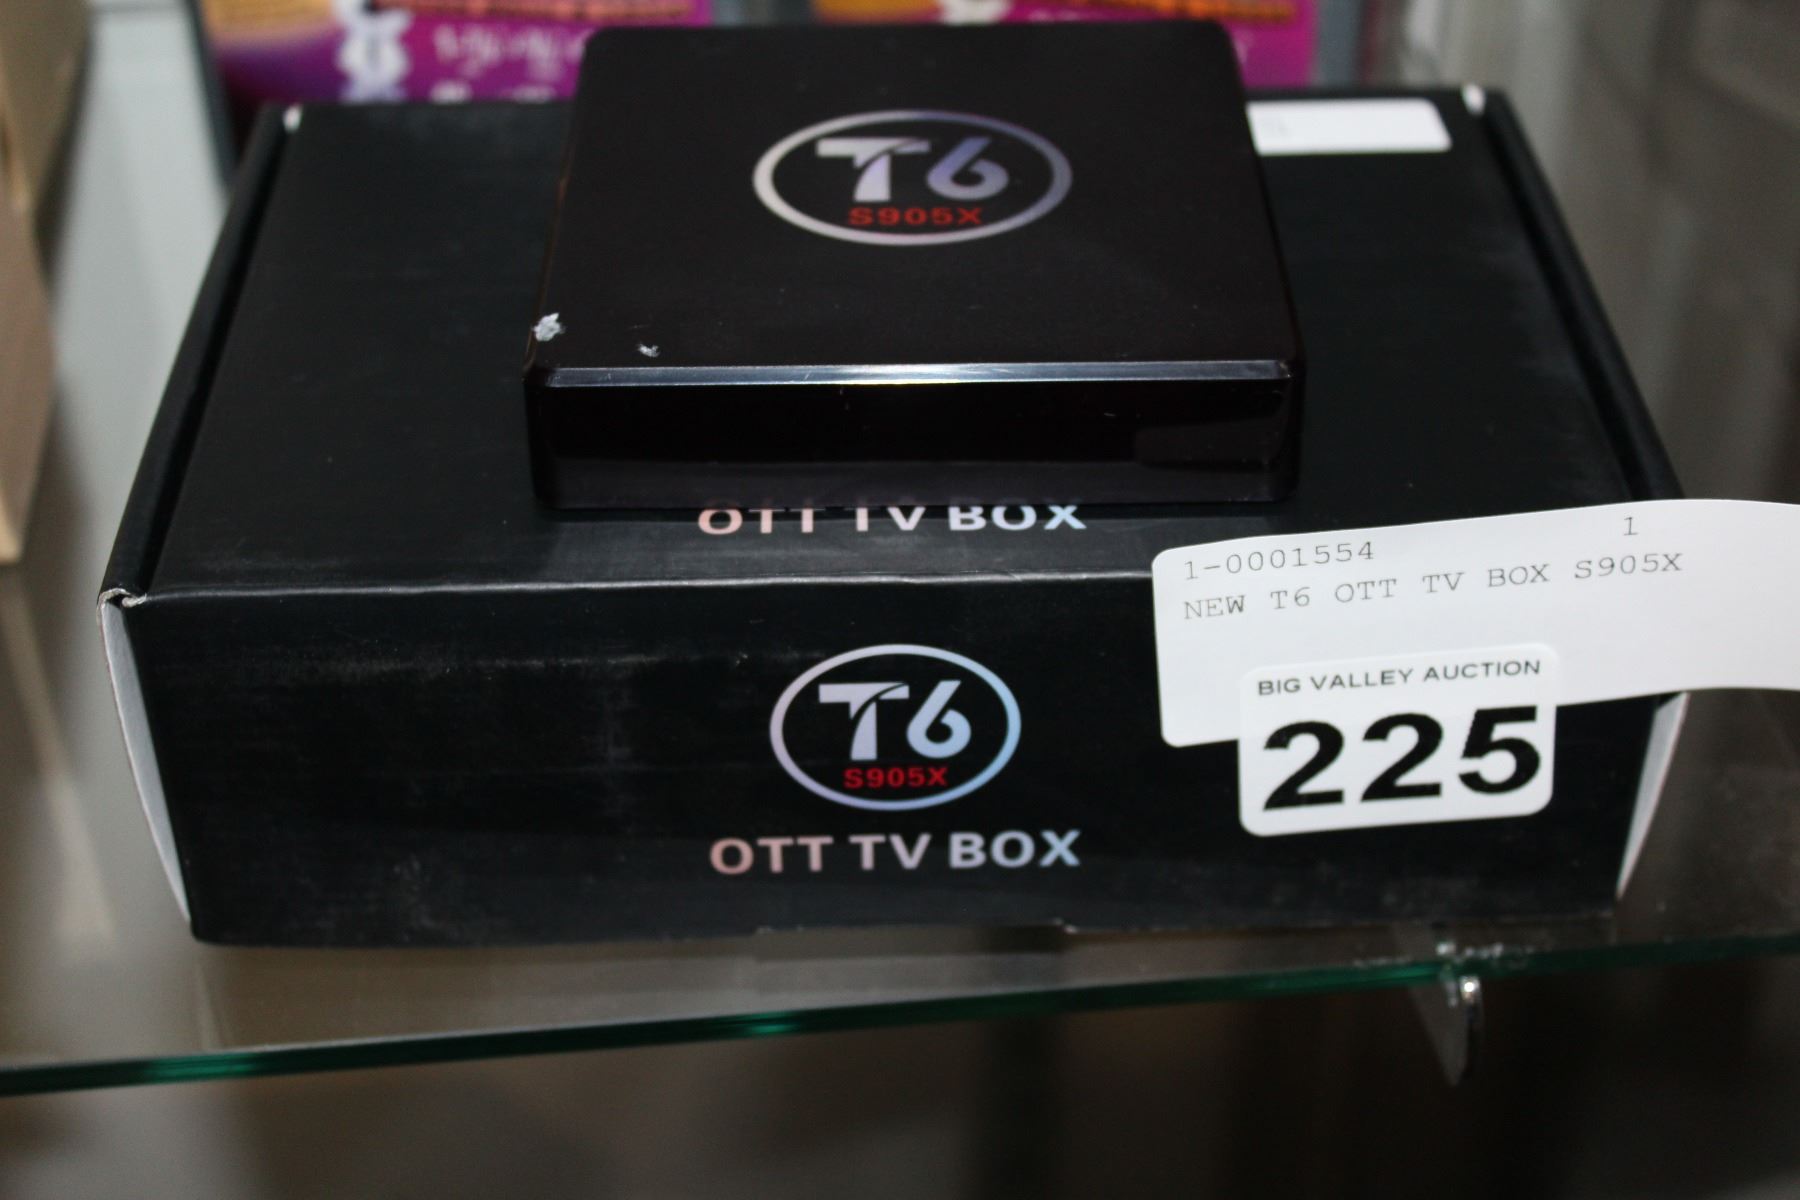 T6
S905X
OTT TV BOX
1-0001554 1
NEW T6 OTT TV BOX S905X
BIG VALLEY AUCTION
225
T6
S905X
OTT TV BOX